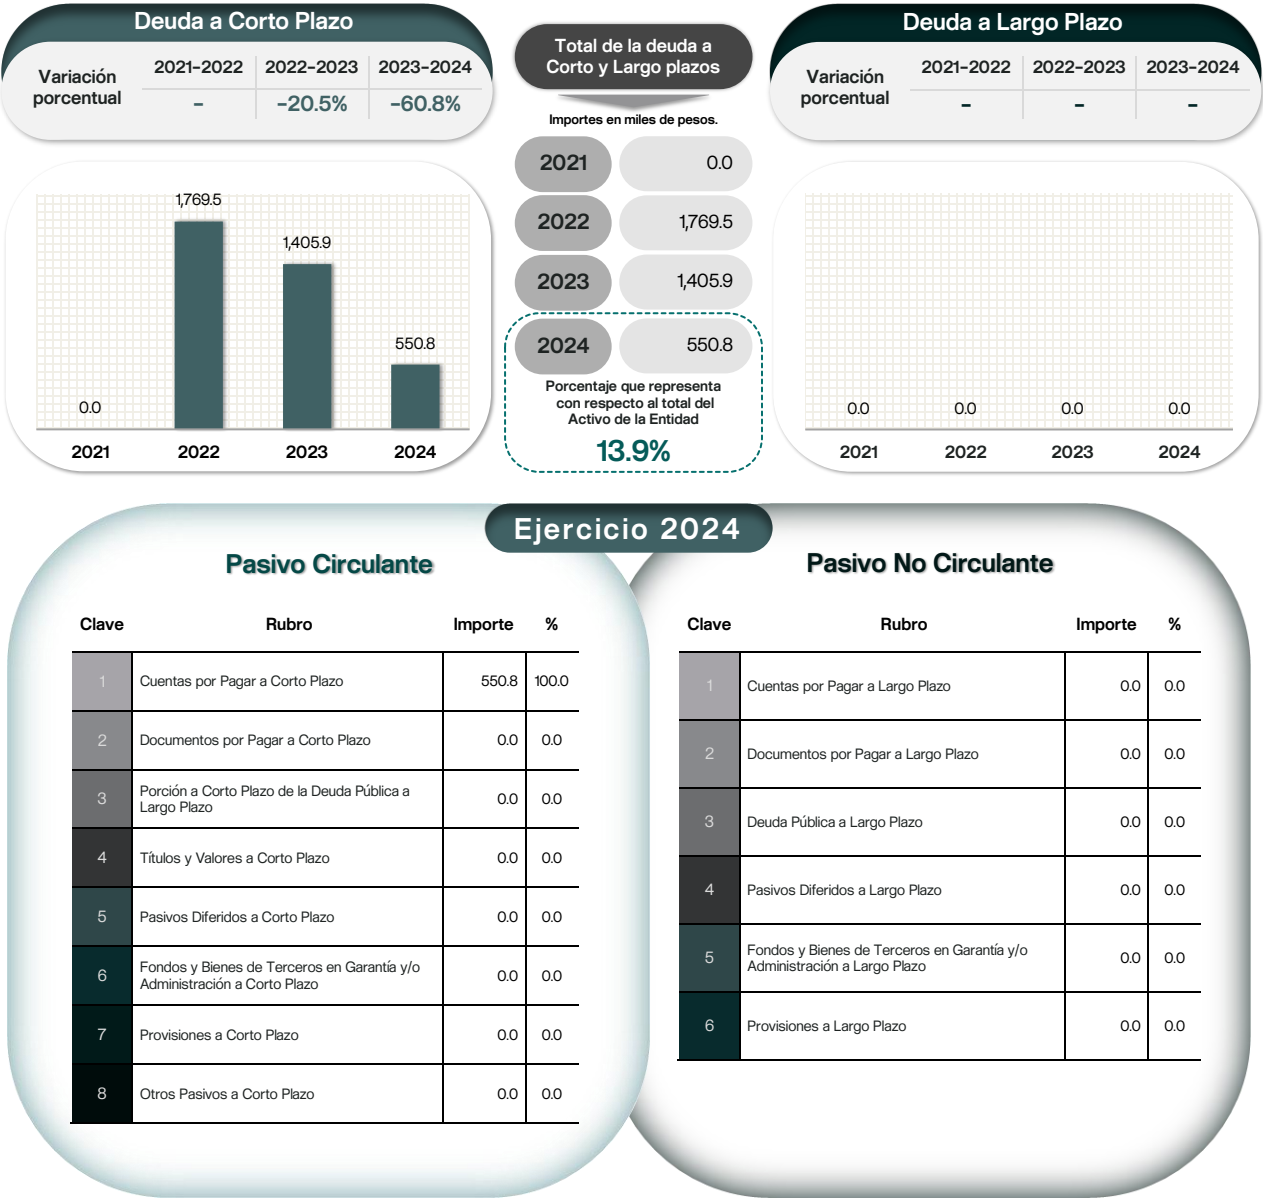 Deuda a Corto Plazo
Variación
porcentual
2021-2022 2022-2023 2023-2024
- -20.5% -60.8%
1,769.5
1,405.9
550.8
0.0
2021 2022 2023 2024
Total de la deuda a
Corto y Largo plazos
Importes en miles de pesos.
2021 0.0
2022 1,769.5
2023 1,405.9
2024 550.8
Porcentaje que representa
con respecto al total del
Activo de la Entidad
13.9%
Deuda a Largo Plazo
Variación
porcentual
2021-2022 2022-2023 2023-2024
- - -
0.0 0.0 0.0 0.0
2021 2022 2023 2024
Ejercicio 2024
Pasivo Circulante
Clave Rubro Importe %
1 Cuentas por Pagar a Corto Plazo 550.8 100.0
2 Documentos por Pagar a Corto Plazo 0.0 0.0
3 Porción a Corto Plazo de la Deuda Pública a
Largo Plazo 0.0 0.0
4 Títulos y Valores a Corto Plazo 0.0 0.0
5 Pasivos Diferidos a Corto Plazo 0.0 0.0
6 Fondos y Bienes de Terceros en Garantía y/o
Administración a Corto Plazo 0.0 0.0
7 Provisiones a Corto Plazo 0.0 0.0
8 Otros Pasivos a Corto Plazo 0.0 0.0
Pasivo No Circulante
Clave Rubro Importe %
1 Cuentas por Pagar a Largo Plazo 0.0 0.0
2 Documentos por Pagar a Largo Plazo 0.0 0.0
3 Deuda Pública a Largo Plazo 0.0 0.0
4 Pasivos Diferidos a Largo Plazo 0.0 0.0
5 Fondos y Bienes de Terceros en Garantía y/o
Administración a Largo Plazo 0.0 0.0
6 Provisiones a Largo Plazo 0.0 0.0